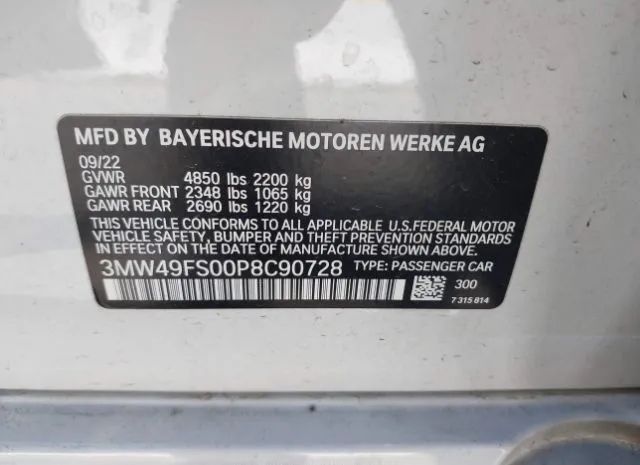 MFD BY BAYERISCHE MOTOREN WERKE AG
09/22
GVWR 4850 lbs 2200 kg
GAWR FRONT 2348 lbs 1065 kg
GAWR REAR 2690 lbs 1220 kg
THIS VEHICLE CONFORMS TO ALL APPLICABLE U.S.FEDERAL MOTOR
VEHICLE SAFETY, BUMPER AND THEFT PREVENTION STANDARDS
IN EFFECT ON THE DATE OF MANUFACTURE SHOWN ABOVE.
3MW49FS00P8C90728 TYPE: PASSENGER CAR
300
7 315 814